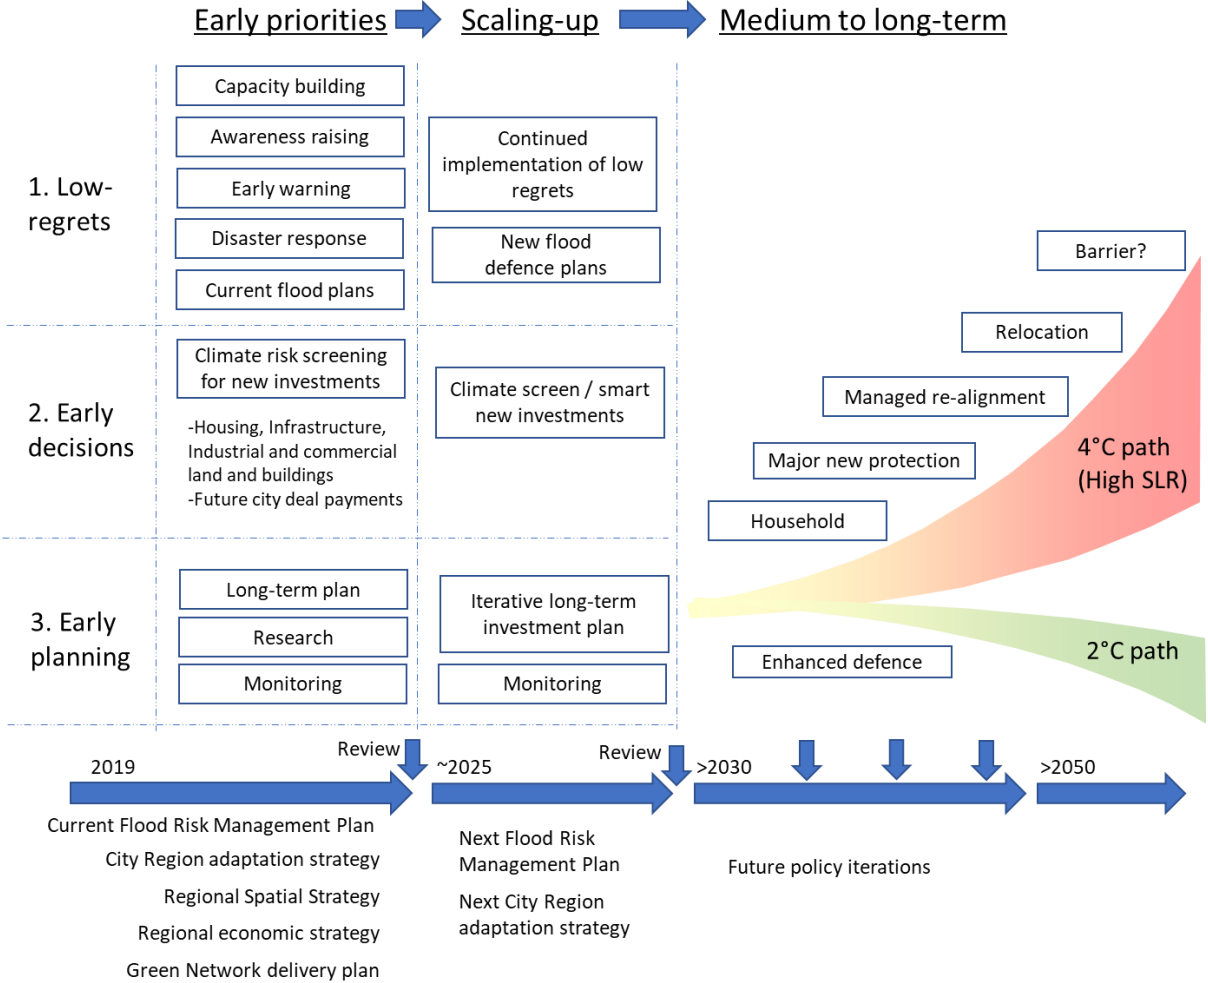 Early priorities
Scaling-up
Medium to long-term
1. Low-
regrets
Capacity building
Awareness raising
Early warning
Disaster response
Current flood plans
Continued
implementation of low
regrets
New flood
defence plans
2. Early
decisions
Climate risk screening
for new investments
-Housing, Infrastructure,
Industrial and commercial
land and buildings
-Future city deal payments
Climate screen / smart
new investments
3. Early
planning
Long-term plan
Research
Monitoring
Iterative long-term
investment plan
Monitoring
Barrier?
Relocation
Managed re-alignment
Major new protection
Household
4°C path
(High SLR)
Enhanced defence
2°C path
2019
Review
~2025
Review
>2030
>2050
Current Flood Risk Management Plan
City Region adaptation strategy
Regional Spatial Strategy
Regional economic strategy
Green Network delivery plan
Next Flood Risk
Management Plan
Next City Region
adaptation strategy
Future policy iterations